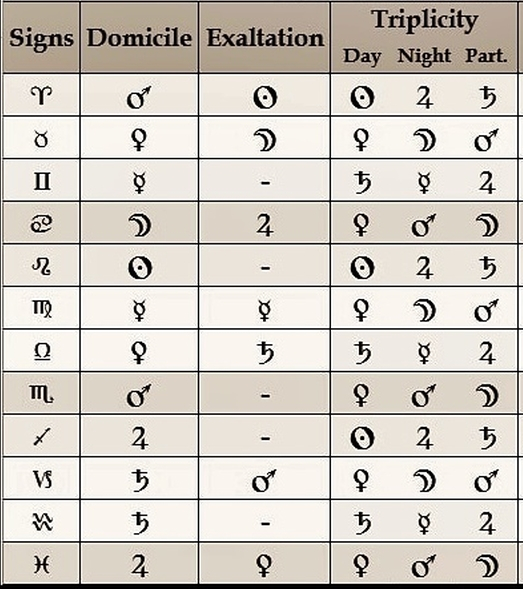 Signs Domicile Exaltation Triplicity
Day Night Part.
♈ ♂ ☉ ☉ ♃ ♄
♉ ♀ ☽ ♀ ☽ ♂
♊ ☿ - ♄ ☿ ♃
♋ ☽ ♃ ♀ ♂ ☽
♌ ☉ - ☉ ♃ ♄
♍ ☿ ☿ ♀ ☽ ♂
♎ ♀ ♄ ♄ ☿ ♃
♏ ♂ - ♀ ♂ ☽
♐ ♃ - ☉ ♃ ♄
♑ ♄ ♂ ♀ ☽ ♂
♒ ♄ - ♄ ☿ ♃
♓ ♃ ♀ ♀ ♂ ☽